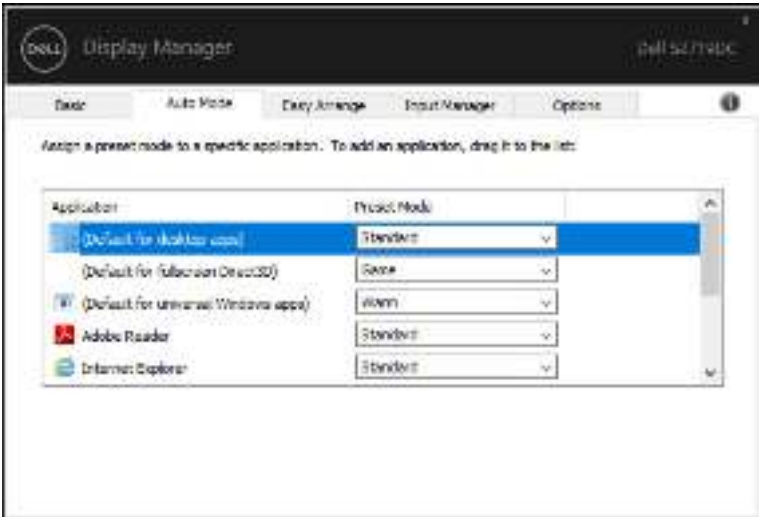 DELL Display Manager
Basic Auto Mode Easy Arrange Input Manager Options
Assign a preset mode to a specific application. To add an application, drag it to the list:
Application Preset Mode
(Default for desktop apps) Standard
(Default for fullscreen Direct3D) Game
(Default for universal Windows apps) Warm
Adobe Reader Standard
Internet Explorer Standard